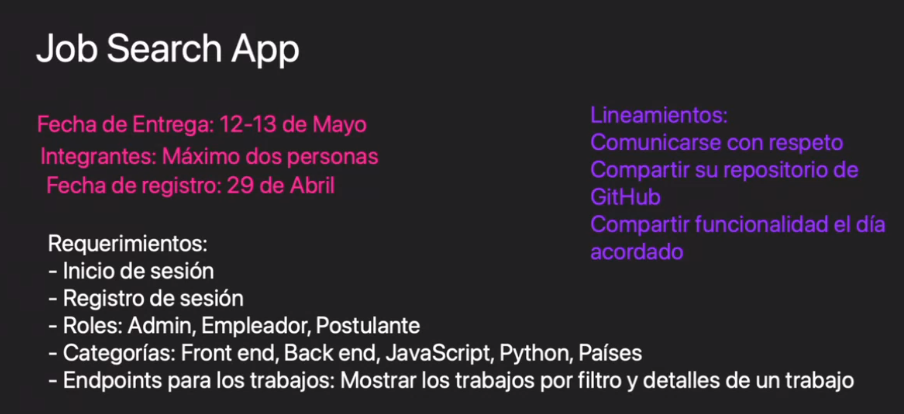 Job Search App
Fecha de Entrega: 12-13 de Mayo
Integrantes: Máximo dos personas
Fecha de registro: 29 de Abril
Lineamientos:
Comunicarse con respeto
Compartir su repositorio de
GitHub
Compartir funcionalidad el día
acordado
Requerimientos:
- Inicio de sesión
- Registro de sesión
- Roles: Admin, Empleador, Postulante
- Categorías: Front end, Back end, JavaScript, Python, Países
- Endpoints para los trabajos: Mostrar los trabajos por filtro y detalles de un trabajo